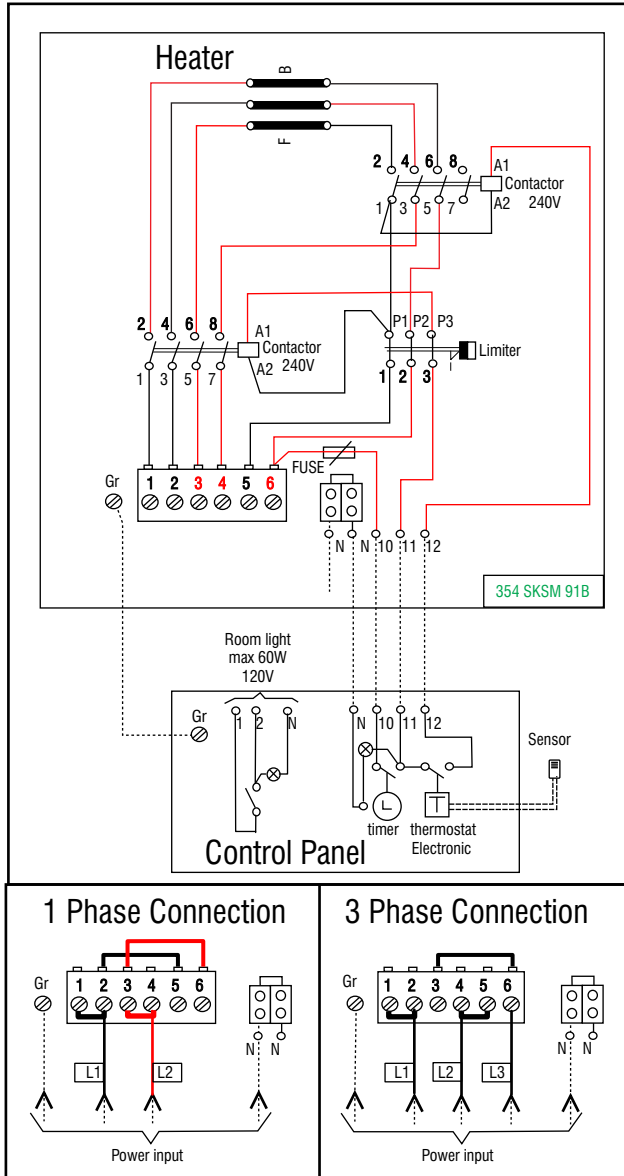 Heater
B
F
2 4 6 8
A1
Contactor
240V
A2
1 3 5 7
2 4 6 8
A1
Contactor
240V
A2
1 3 5 7
P1 P2 P3
Limiter
1 2 3
FUSE
Gr
1 2 3 4 5 6
N N 10 11 12
354 SKSM 91B
Room light
max 60W
120V
Gr
1 2 N
N 10 11 12
Sensor
timer
thermostat
Electronic
Control Panel
1 Phase Connection
Gr
1 2 3 4 5 6
N N
L1 L2
Power input
3 Phase Connection
Gr
1 2 3 4 5 6
N N
L1 L2 L3
Power input